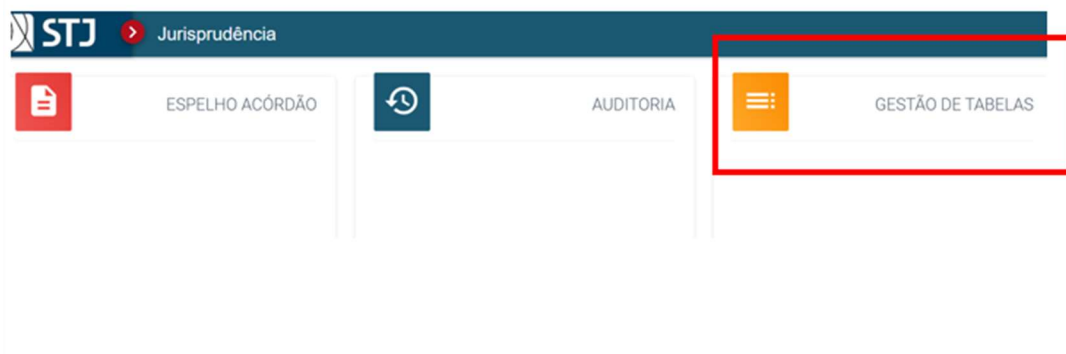 STJ Jurisprudência
ESPELHO ACÓRDÃO
AUDITORIA
GESTÃO DE TABELAS